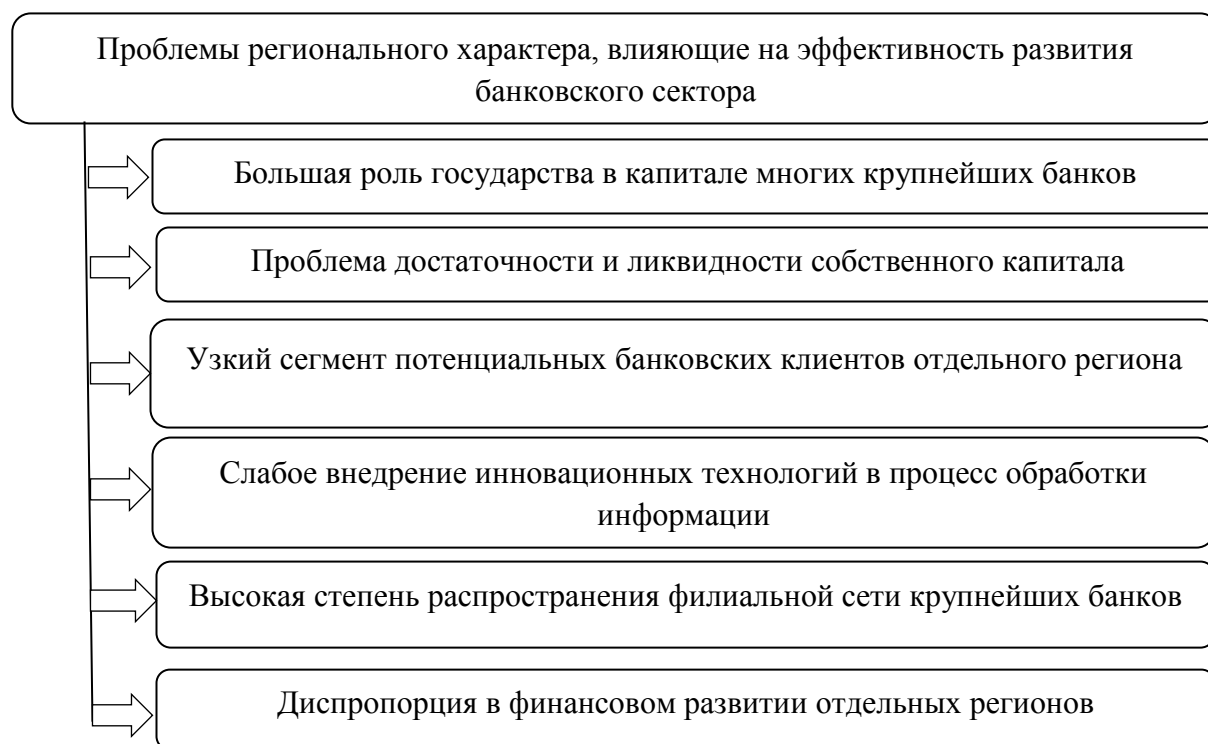 Проблемы регионального характера, влияющие на эффективность развития
банковского сектора
Большая роль государства в капитале многих крупнейших банков
Проблема достаточности и ликвидности собственного капитала
Узкий сегмент потенциальных банковских клиентов отдельного региона
Слабое внедрение инновационных технологий в процесс обработки
информации
Высокая степень распространения филиальной сети крупнейших банков
Диспропорция в финансовом развитии отдельных регионов